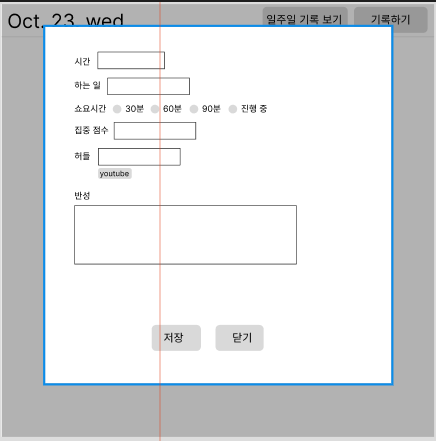 Oct. 23. wed
일주일 기록 보기
기록하기
시간
하는 일
쇼요시간 30분 60분 90분 진행 중
집중 점수
허들
youtube
반성
저장
닫기